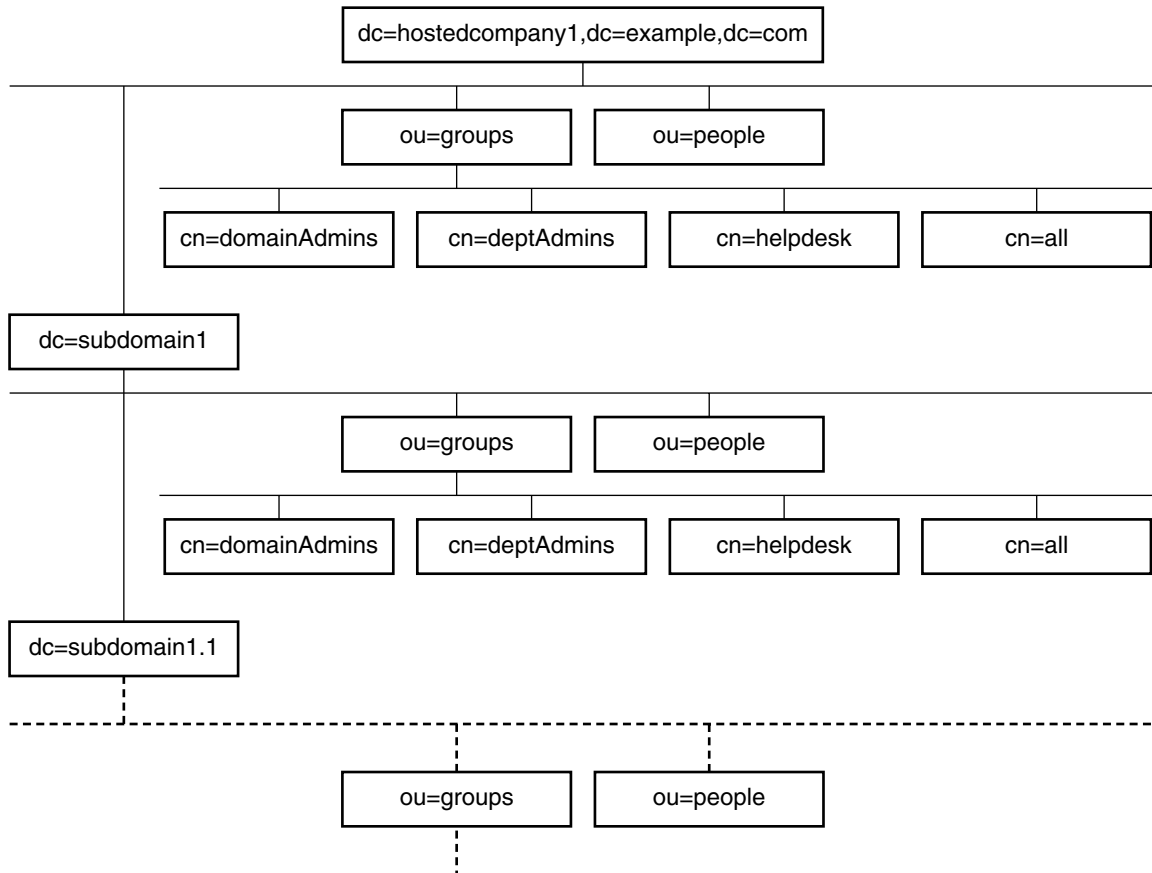 dc=hostedcompany1,dc=example,dc=com
ou=groups
ou=people
cn=domainAdmins
cn=deptAdmins
cn=helpdesk
cn=all
dc=subdomain1
ou=groups
ou=people
cn=domainAdmins
cn=deptAdmins
cn=helpdesk
cn=all
dc=subdomain1.1
ou=groups
ou=people